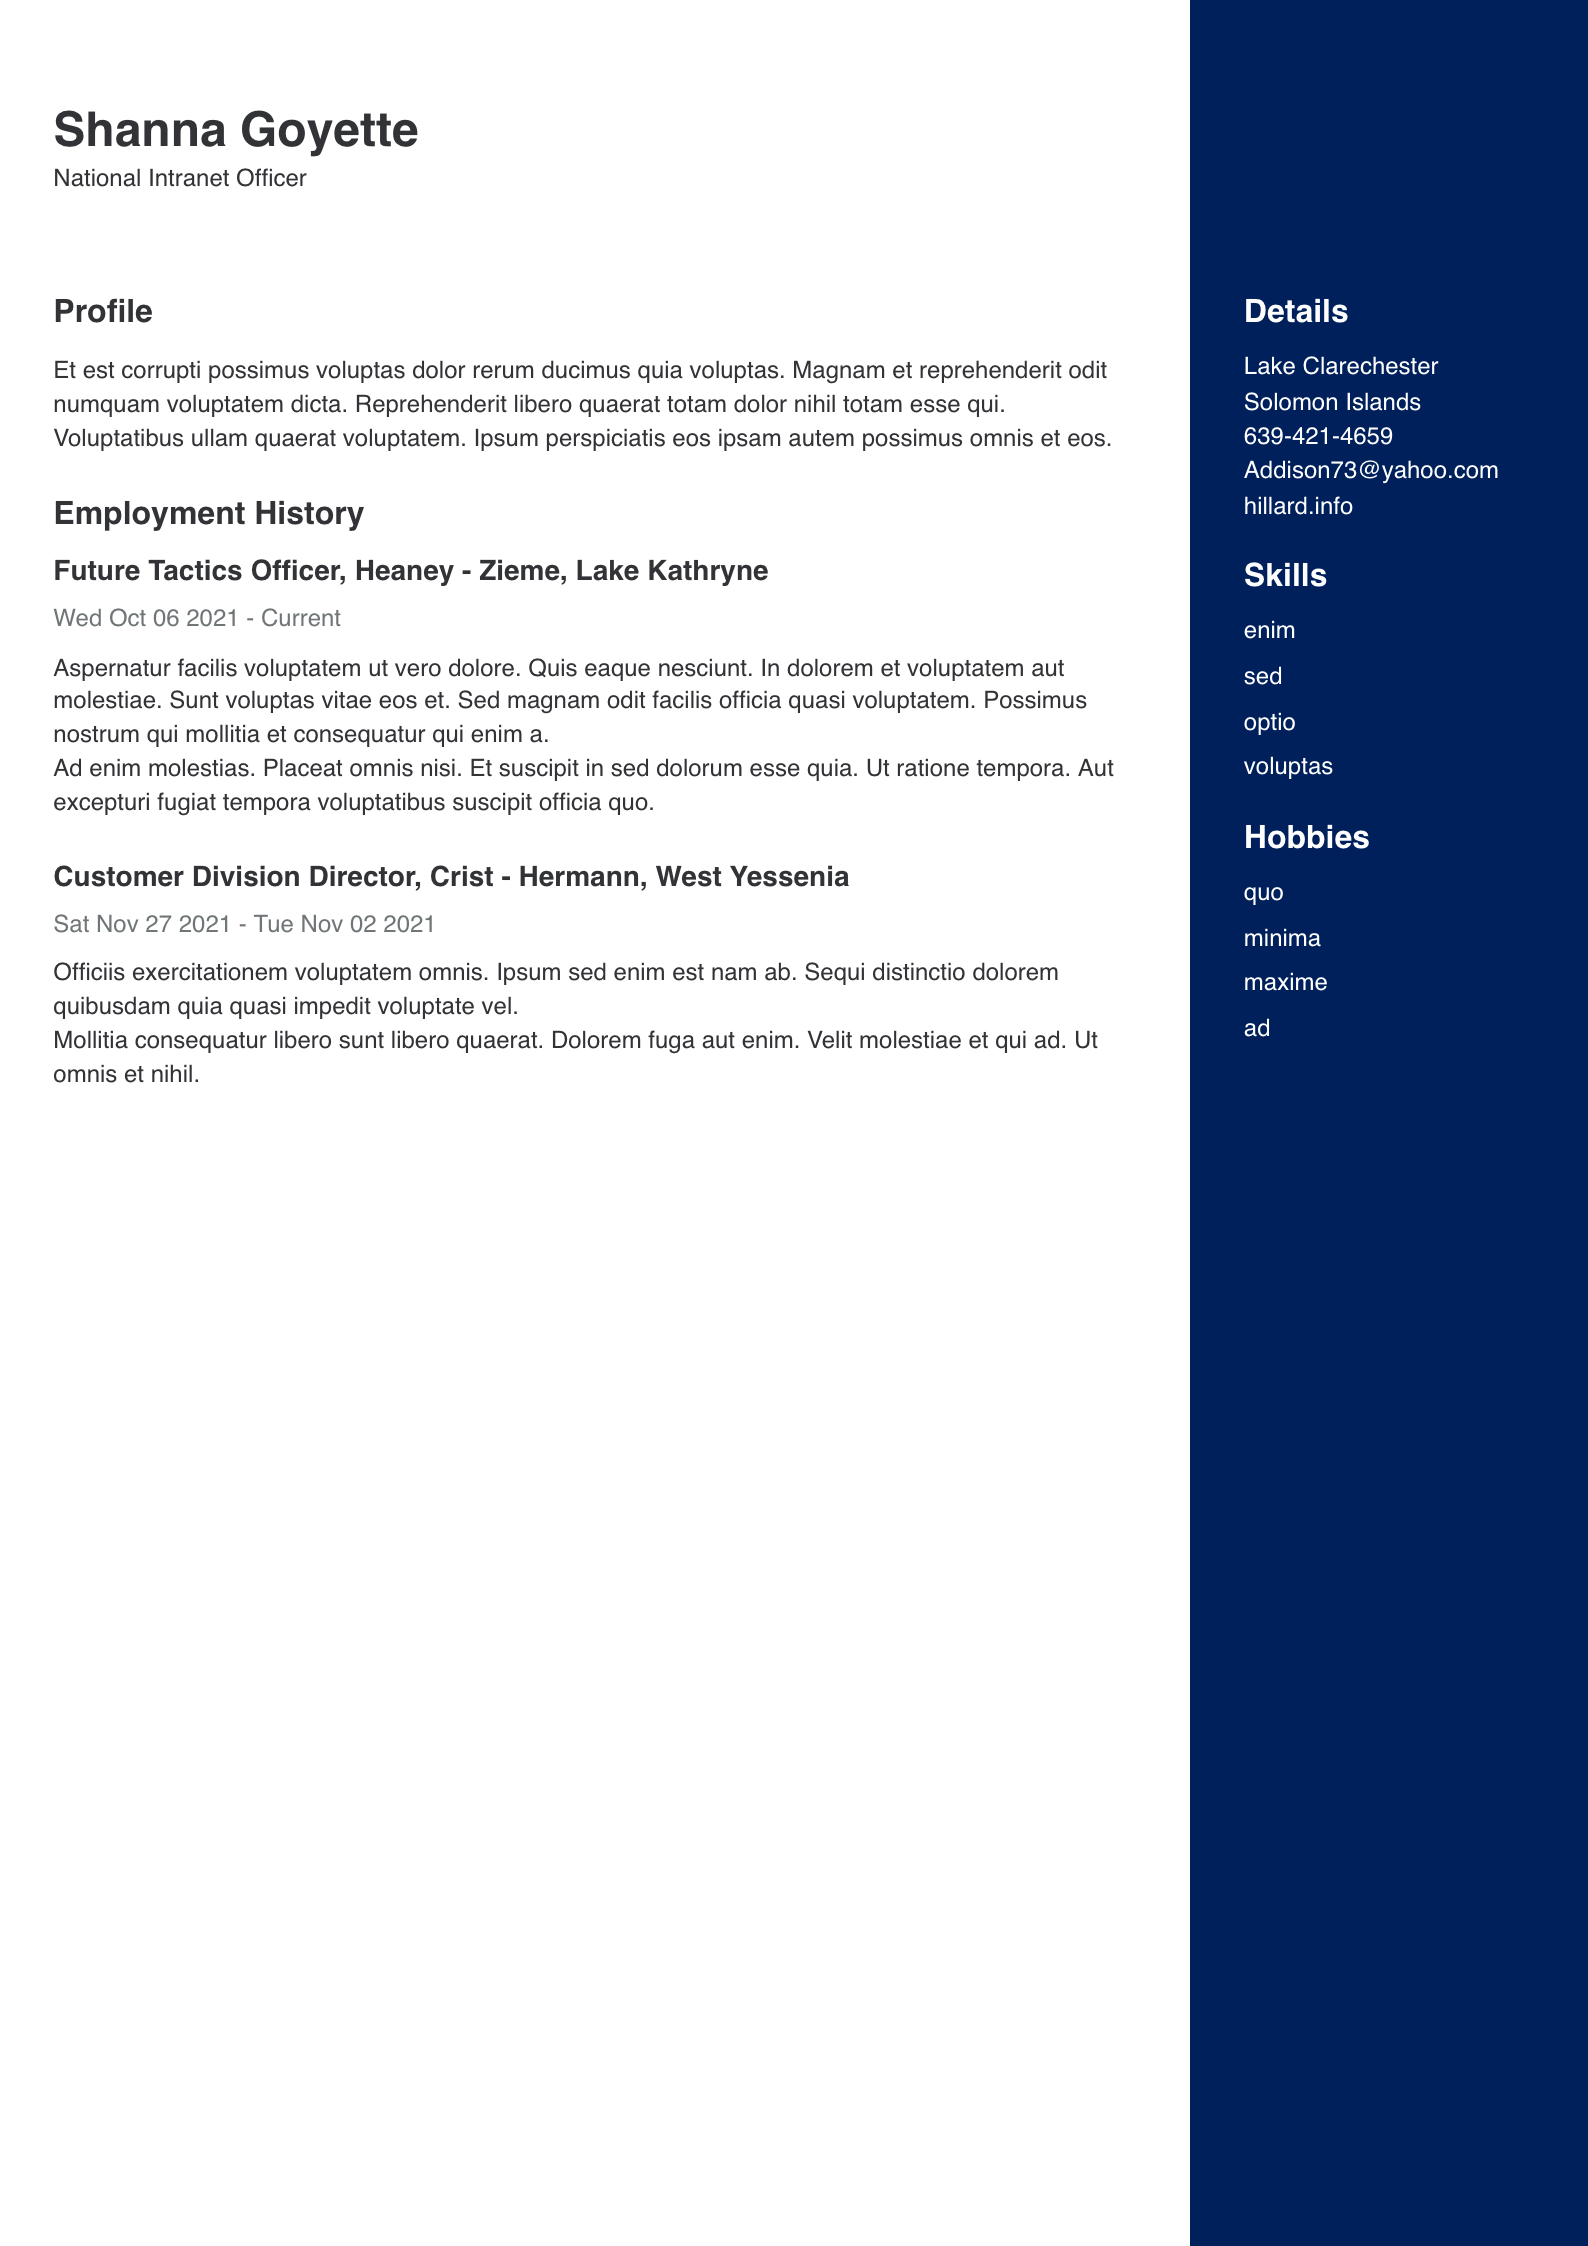 Shanna Goyette
National Intranet Officer
Profile
Et est corrupti possimus voluptas dolor rerum ducimus quia voluptas. Magnam et reprehenderit odit
numquam voluptatem dicta. Reprehenderit libero quaerat totam dolor nihil totam esse qui.
Voluptatibus ullam quaerat voluptatem. Ipsum perspiciatis eos ipsam autem possimus omnis et eos.
Employment History
Future Tactics Officer, Heaney - Zieme, Lake Kathryne
Wed Oct 06 2021 - Current
Aspernatur facilis voluptatem ut vero dolore. Quis eaque nesciunt. In dolorem et voluptatem aut
molestiae. Sunt voluptas vitae eos et. Sed magnam odit facilis officia quasi voluptatem. Possimus
nostrum qui mollitia et consequatur qui enim a.
Ad enim molestias. Placeat omnis nisi. Et suscipit in sed dolorum esse quia. Ut ratione tempora. Aut
excepturi fugiat tempora voluptatibus suscipit officia quo.
Customer Division Director, Crist - Hermann, West Yessenia
Sat Nov 27 2021 - Tue Nov 02 2021
Officiis exercitationem voluptatem omnis. Ipsum sed enim est nam ab. Sequi distinctio dolorem
quibusdam quia quasi impedit voluptate vel.
Mollitia consequatur libero sunt libero quaerat. Dolorem fuga aut enim. Velit molestiae et qui ad. Ut
omnis et nihil.
Details
Lake Clarechester
Solomon Islands
639-421-4659
Addison73@yahoo.com
hillard.info
Skills
enim
sed
optio
voluptas
Hobbies
quo
minima
maxime
ad